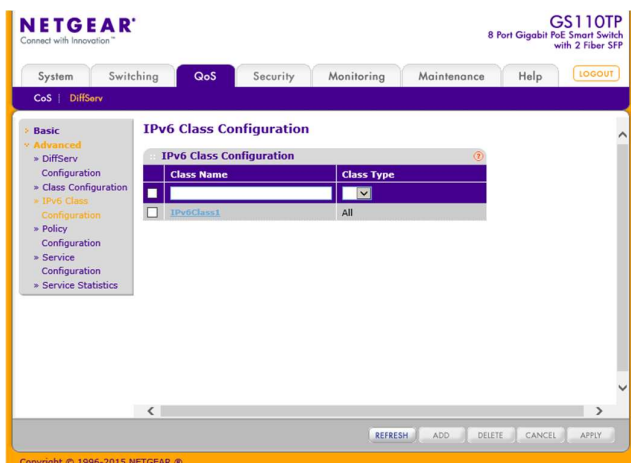 NETGEAR®
Connect with Innovation™
GS110TP
8 Port Gigabit PoE Smart Switch
with 2 Fiber SFP
System
Switching
QoS
Security
Monitoring
Maintenance
Help
LOGOUT
CoS | DiffServ
Basic
Advanced
» DiffServ
Configuration
» Class Configuration
» IPv6 Class
Configuration
» Policy
Configuration
» Service
Configuration
» Service Statistics
IPv6 Class Configuration
IPv6 Class Configuration
?
Class Name Class Type
IPv6Class1 All
REFRESH ADD DELETE CANCEL APPLY
Copyright © 1996-2015 NETGEAR ®